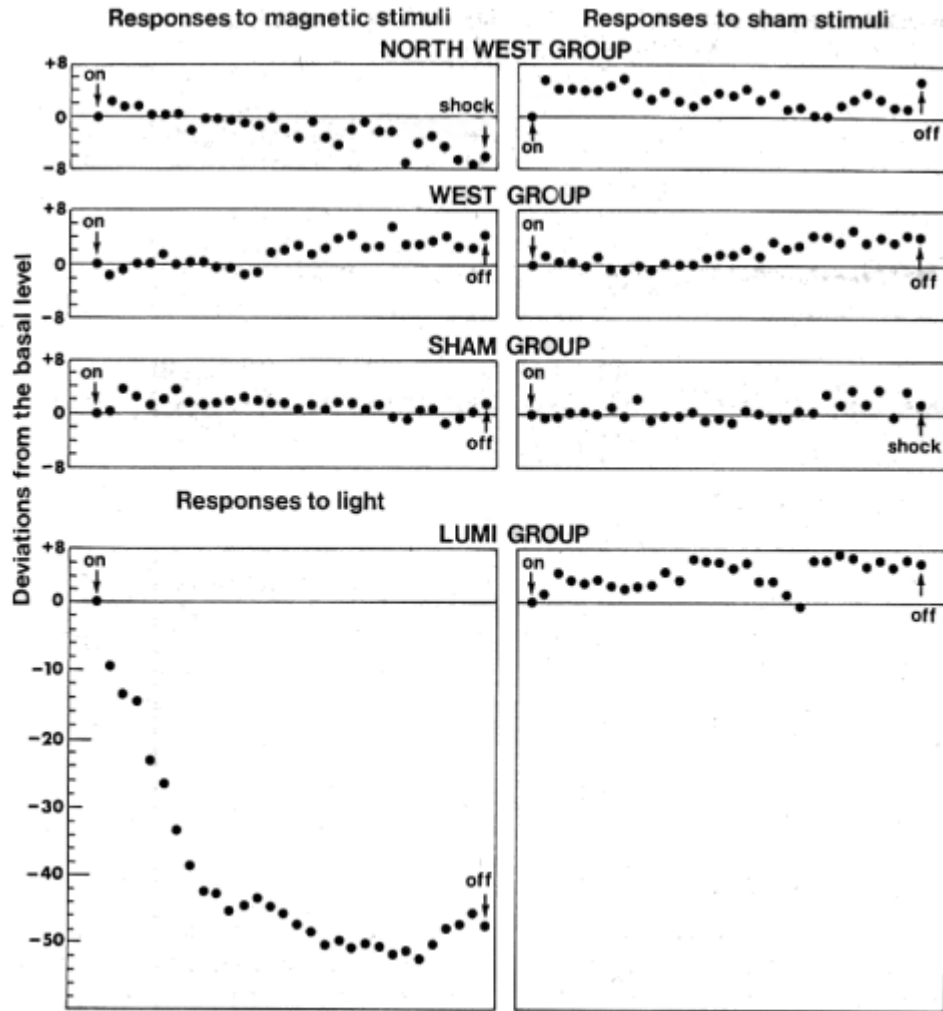 Responses to magnetic stimuli
Responses to sham stimuli
NORTH WEST GROUP
+8
on
0
shock
-8
on
off
WEST GROUP
+8
on
0
off
-8
on
off
SHAM GROUP
+8
on
0
off
-8
on
shock
Deviations from the basal level
Responses to light
LUMI GROUP
+8
on
0
-10
-20
-30
-40
off
-50
on
off